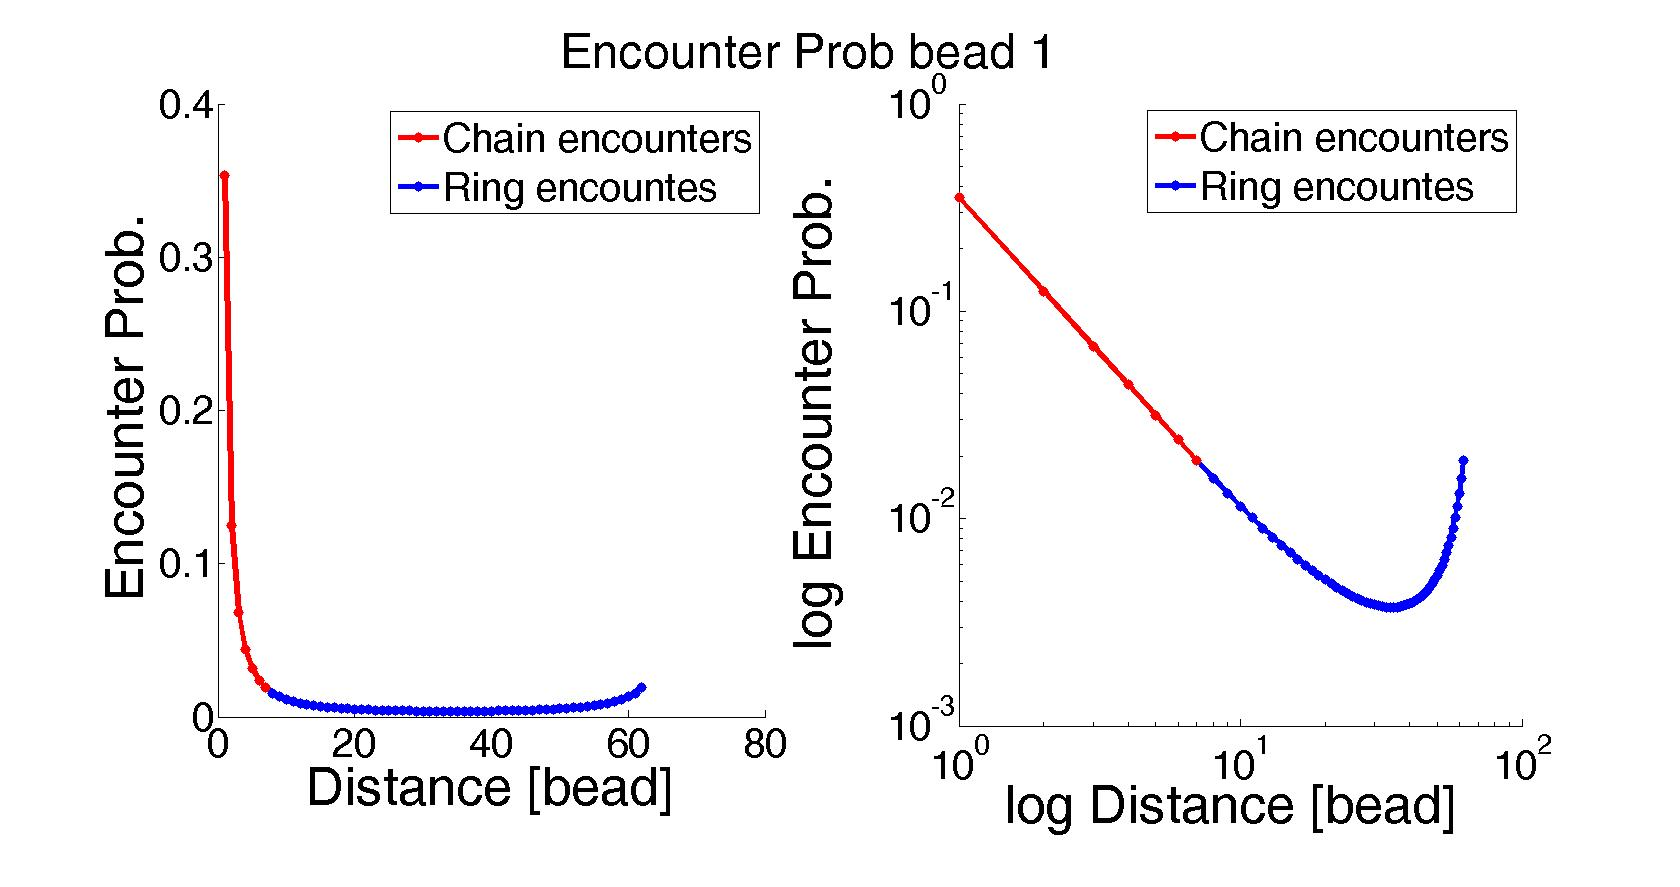 Encounter Prob bead 1
Encounter Prob.
0.4
0.3
0.2
0.1
0
0 20 40 60 80
Distance [bead]
Chain encounters
Ring encountes
log Encounter Prob.
10^0
10^-1
10^-2
10^-3
10^0 10^1 10^2
log Distance [bead]
Chain encounters
Ring encountes